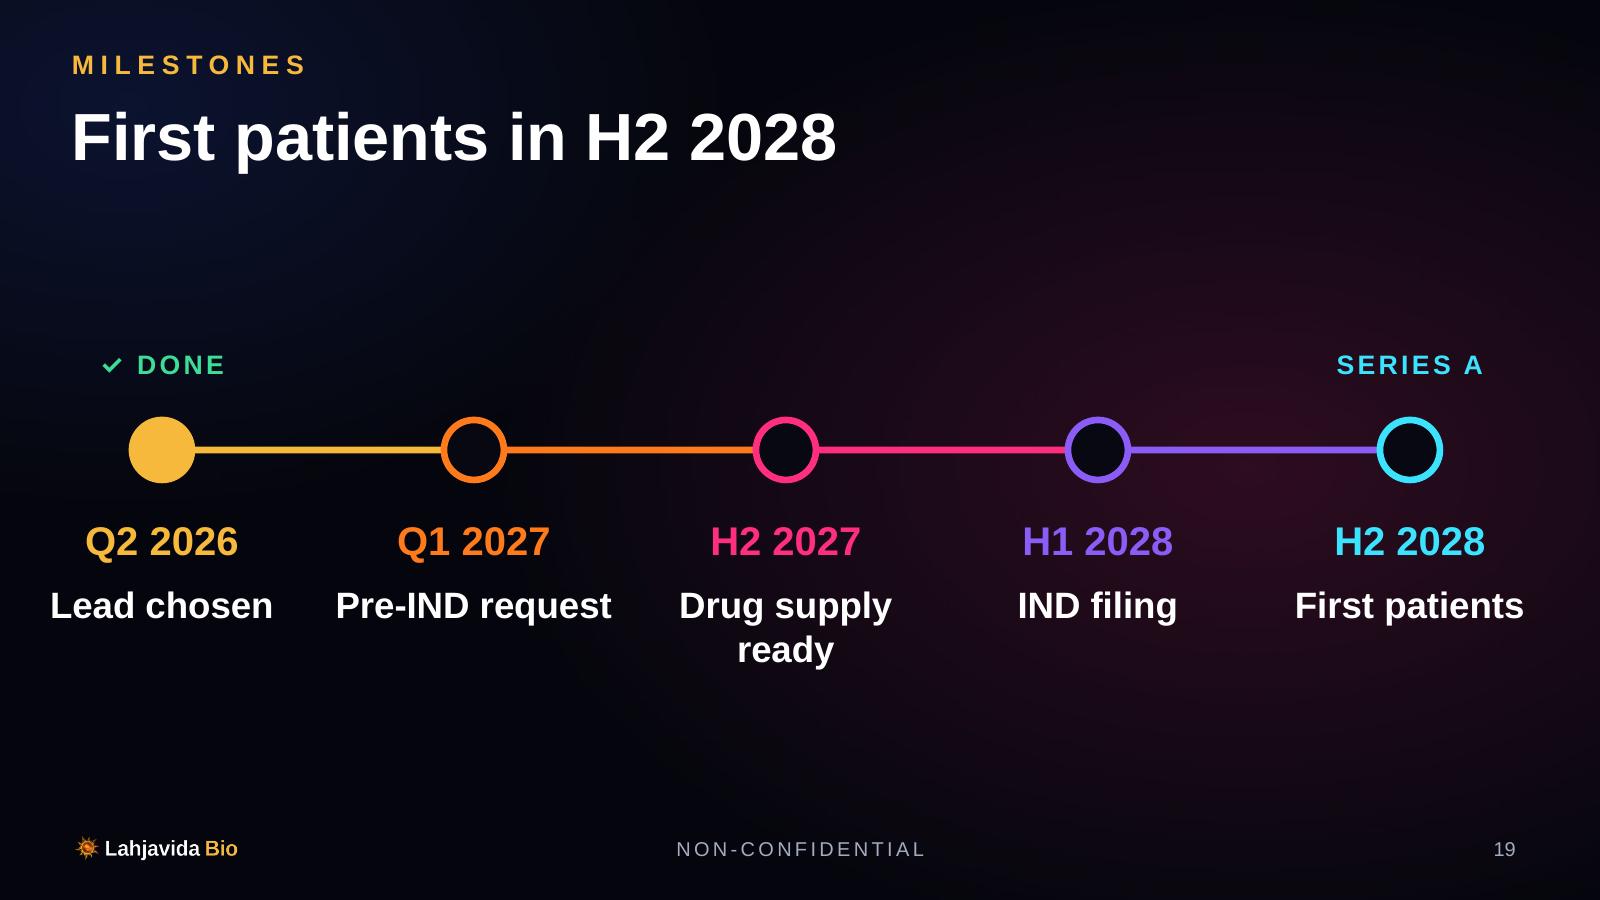 MILESTONES
First patients in H2 2028
✓ DONE
SERIES A
Q2 2026
Q1 2027
H2 2027
H1 2028
H2 2028
Lead chosen
Pre-IND request
Drug supply
ready
IND filing
First patients
Lahjavida Bio
NON-CONFIDENTIAL
19